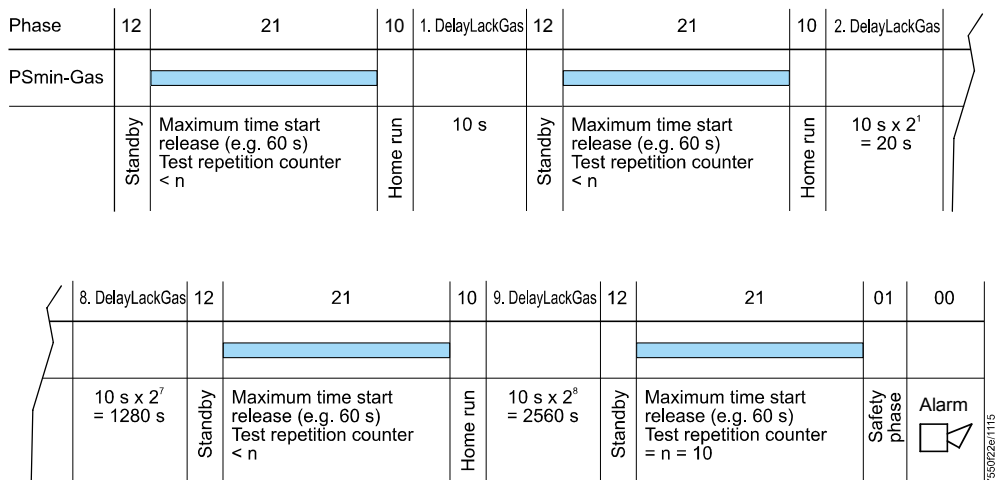 Phase 12 21 10 1. DelayLackGas 12 21 10 2. DelayLackGas
PSmin-Gas
Standby
Maximum time start
release (e.g. 60 s)
Test repetition counter
< n
Home run
10 s
Standby
Maximum time start
release (e.g. 60 s)
Test repetition counter
< n
Home run
10 s x 2¹
= 20 s
8. DelayLackGas 12 21 10 9. DelayLackGas 12 21 01 00
10 s x 2⁷
= 1280 s
Standby
Maximum time start
release (e.g. 60 s)
Test repetition counter
< n
Home run
10 s x 2⁸
= 2560 s
Standby
Maximum time start
release (e.g. 60 s)
Test repetition counter
= n = 10
Safety
phase
Alarm
7550f22e/1115